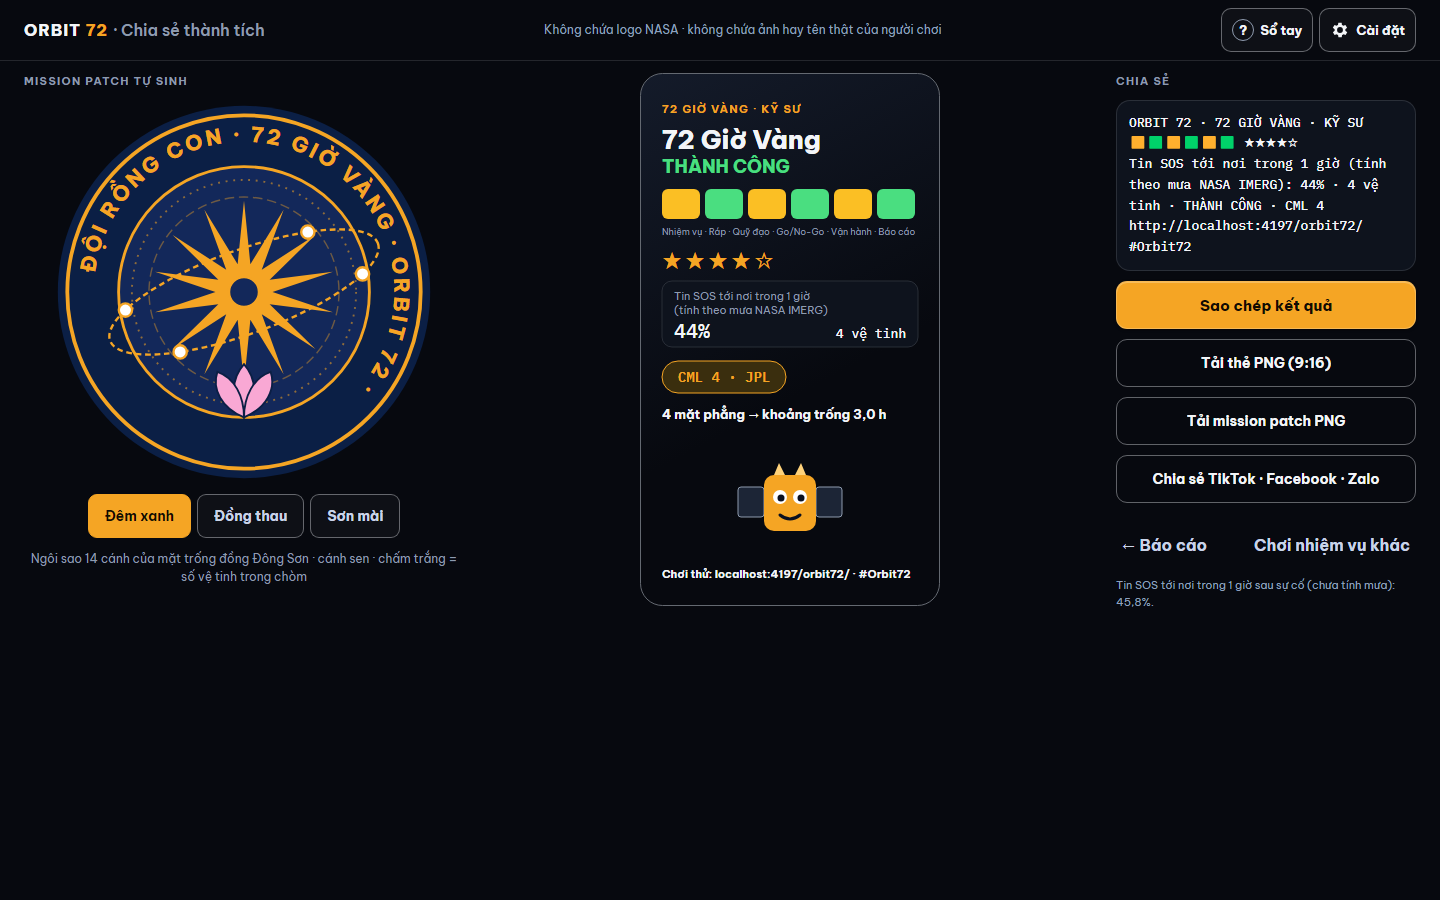 ORBIT 72 · Chia sẻ thành tích
Không chứa logo NASA · không chứa ảnh hay tên thật của người chơi
? Sổ tay
Cài đặt
MISSION PATCH TỰ SINH
ĐỘI RỒNG CON · 72 GIỜ VÀNG · ORBIT 72 ·
Đêm xanh
Đồng thau
Sơn mài
Ngôi sao 14 cánh của mặt trống đồng Đông Sơn · cánh sen · chấm trắng =
số vệ tinh trong chòm
72 GIỜ VÀNG · KỸ SƯ
72 Giờ Vàng
THÀNH CÔNG
Nhiệm vụ · Ráp · Quỹ đạo · Go/No-Go · Vận hành · Báo cáo
★★★★☆
Tin SOS tới nơi trong 1 giờ
(tính theo mưa NASA IMERG)
44%
4 vệ tinh
CML 4 · JPL
4 mặt phẳng → khoảng trống 3,0 h
Chơi thử: localhost:4197/orbit72/ · #Orbit72
CHIA SẺ
ORBIT 72 · 72 GIỜ VÀNG · KỸ SƯ
🟧🟩🟧🟩🟧🟩 ★★★★☆
Tin SOS tới nơi trong 1 giờ (tính
theo mưa NASA IMERG): 44% · 4 vệ
tinh · THÀNH CÔNG · CML 4
http://localhost:4197/orbit72/
#Orbit72
Sao chép kết quả
Tải thẻ PNG (9:16)
Tải mission patch PNG
Chia sẻ TikTok · Facebook · Zalo
← Báo cáo
Chơi nhiệm vụ khác
Tin SOS tới nơi trong 1 giờ sau sự cố (chưa tính mưa):
45,8%.